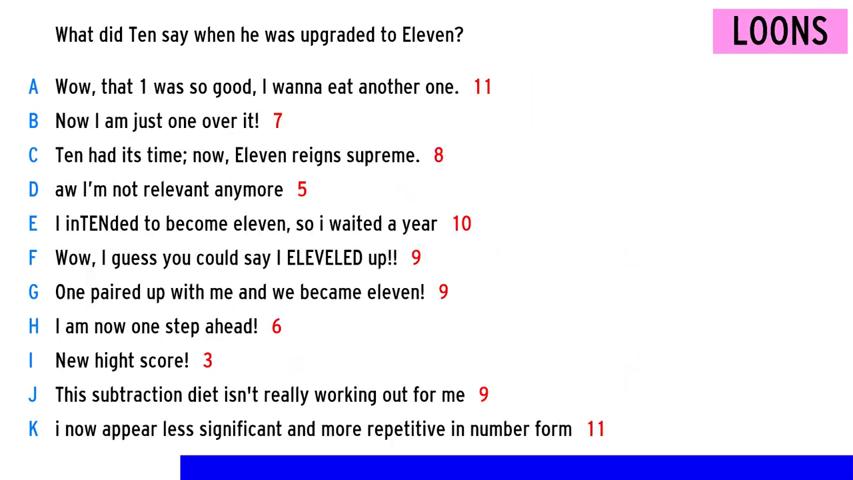 What did Ten say when he was upgraded to Eleven?
LOONS
A Wow, that 1 was so good, I wanna eat another one. 11
B Now I am just one over it! 7
C Ten had its time; now, Eleven reigns supreme. 8
D aw I'm not relevant anymore 5
E I inTENded to become eleven, so i waited a year 10
F Wow, I guess you could say I ELEVELED up!! 9
G One paired up with me and we became eleven! 9
H I am now one step ahead! 6
I New hight score! 3
J This subtraction diet isn't really working out for me 9
K i now appear less significant and more repetitive in number form 11